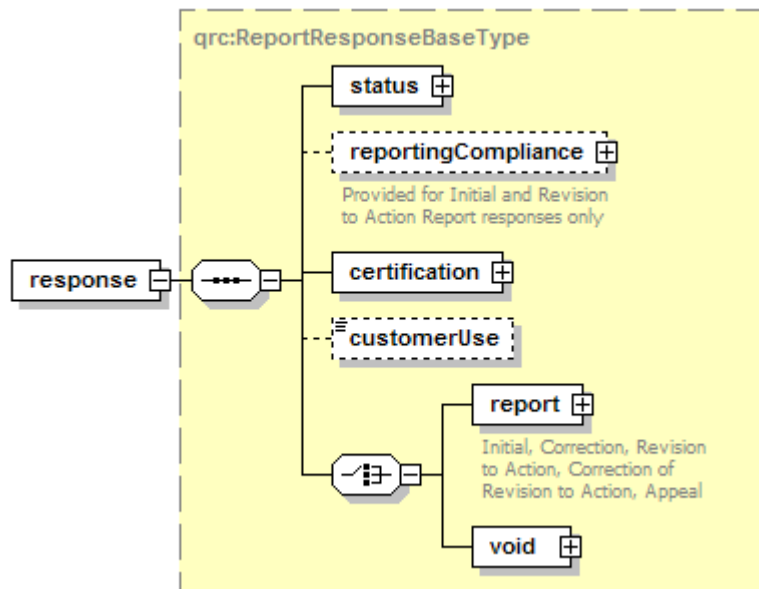 qrc:ReportResponseBaseType
status
reportingCompliance
Provided for Initial and Revision
to Action Report responses only
response
certification
customerUse
report
Initial, Correction, Revision
to Action, Correction of
Revision to Action, Appeal
void